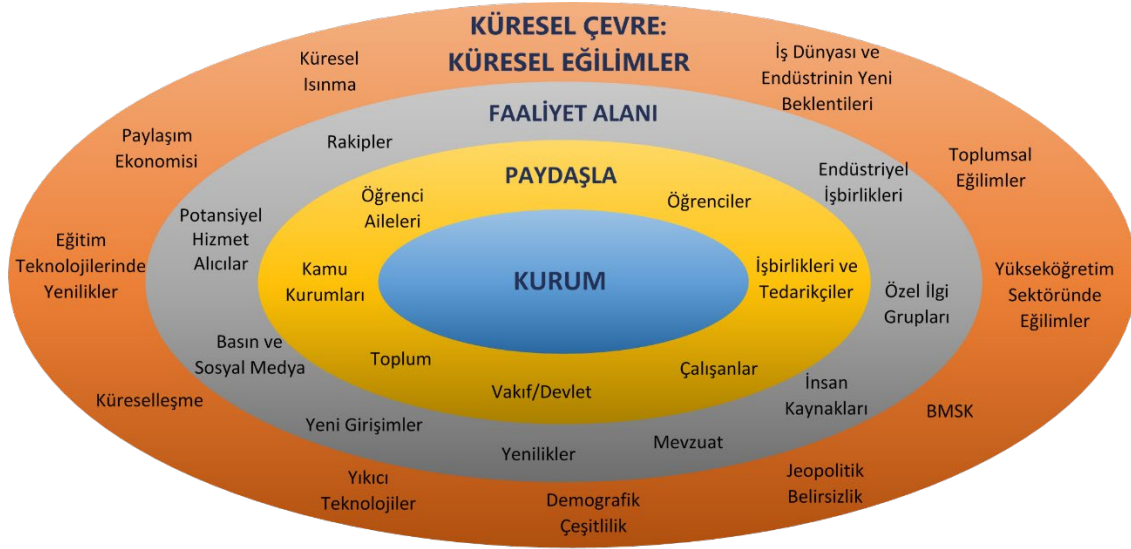 KÜRESEL ÇEVRE:
KÜRESEL EĞİLİMLER
Küresel
Isınma
İş Dünyası ve
Endüstrinin Yeni
Beklentileri
Paylaşım
Ekonomisi
Toplumsal
Eğilimler
Eğitim
Teknolojilerinde
Yenilikler
Yükseköğretim
Sektöründe
Eğilimler
Küreselleşme
BMSK
Yıkıcı
Teknolojiler
Demografik
Çeşitlilik
Jeopolitik
Belirsizlik
FAALİYET ALANI
Rakipler
Endüstriyel
İşbirlikleri
Potansiyel
Hizmet
Alıcılar
Özel İlgi
Grupları
Basın ve
Sosyal Medya
İnsan
Kaynakları
Yeni Girişimler
Yenilikler
Mevzuat
PAYDAŞLA
Öğrenci
Aileleri
Öğrenciler
Kamu
Kurumları
İşbirlikleri ve
Tedarikçiler
Toplum
Vakıf/Devlet
Çalışanlar
KURUM